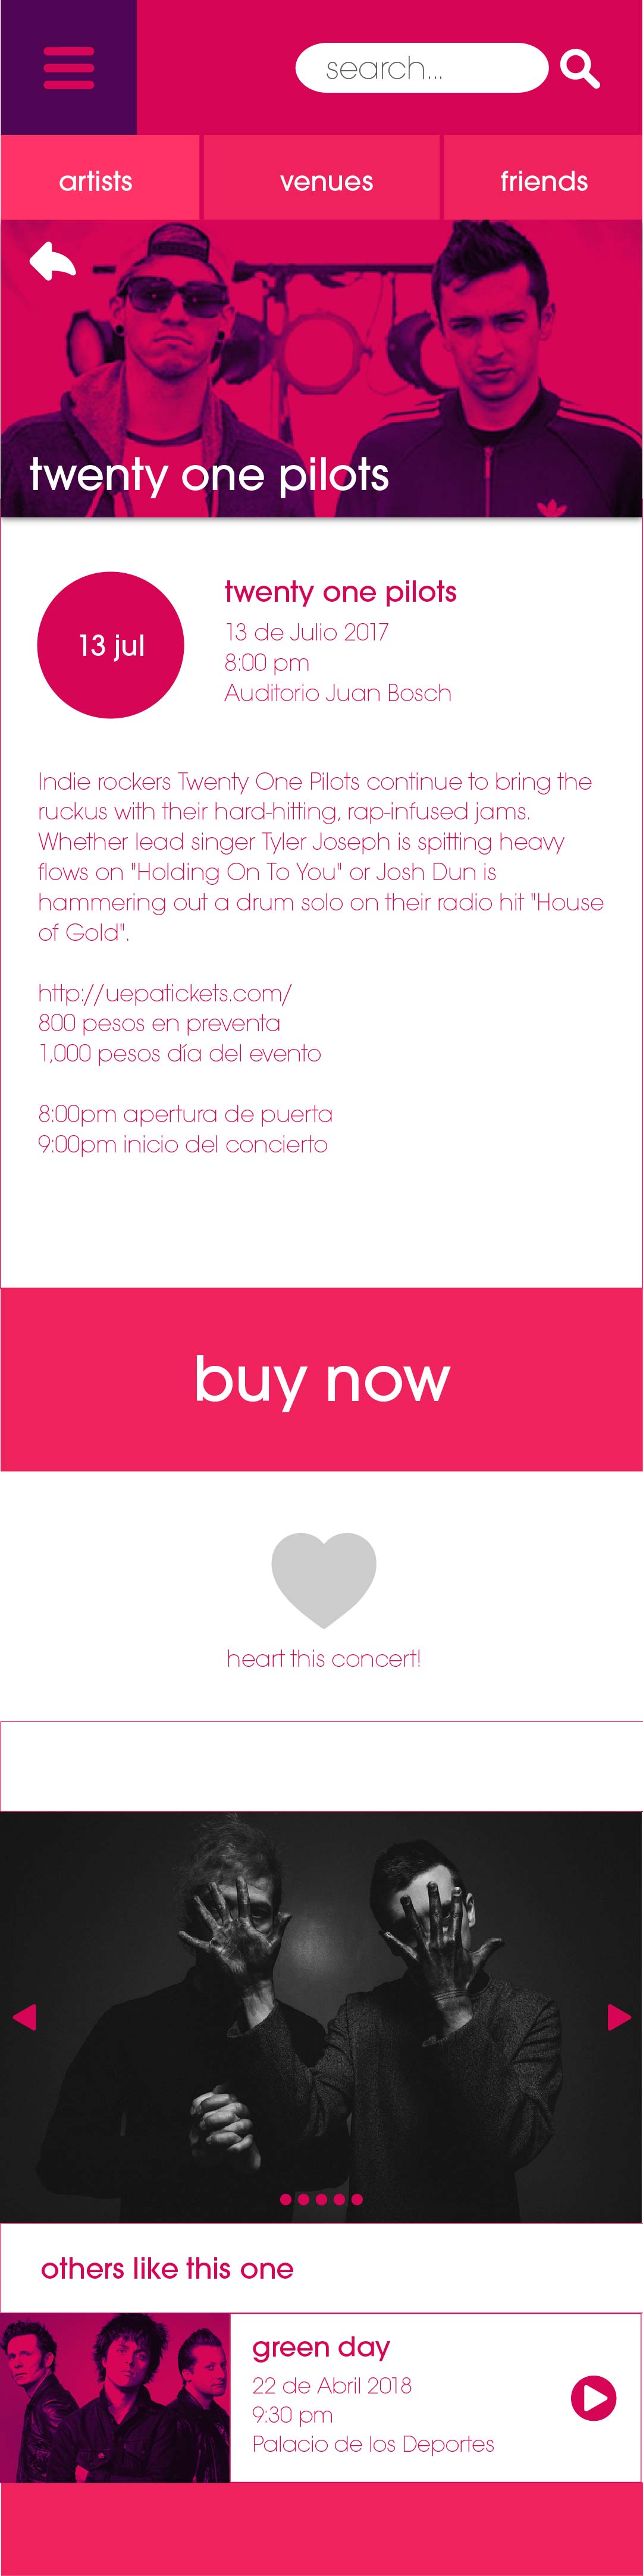 search...
artists
venues
friends
twenty one pilots
13 jul
twenty one pilots
13 de Julio 2017
8:00 pm
Auditorio Juan Bosch
Indie rockers Twenty One Pilots continue to bring the
ruckus with their hard-hitting, rap-infused jams.
Whether lead singer Tyler Joseph is spitting heavy
flows on "Holding On To You" or Josh Dun is
hammering out a drum solo on their radio hit "House
of Gold".
http://uepatickets.com/
800 pesos en preventa
1,000 pesos día del evento
8:00pm apertura de puerta
9:00pm inicio del concierto
buy now
heart this concert!
others like this one
green day
22 de Abril 2018
9:30 pm
Palacio de los Deportes